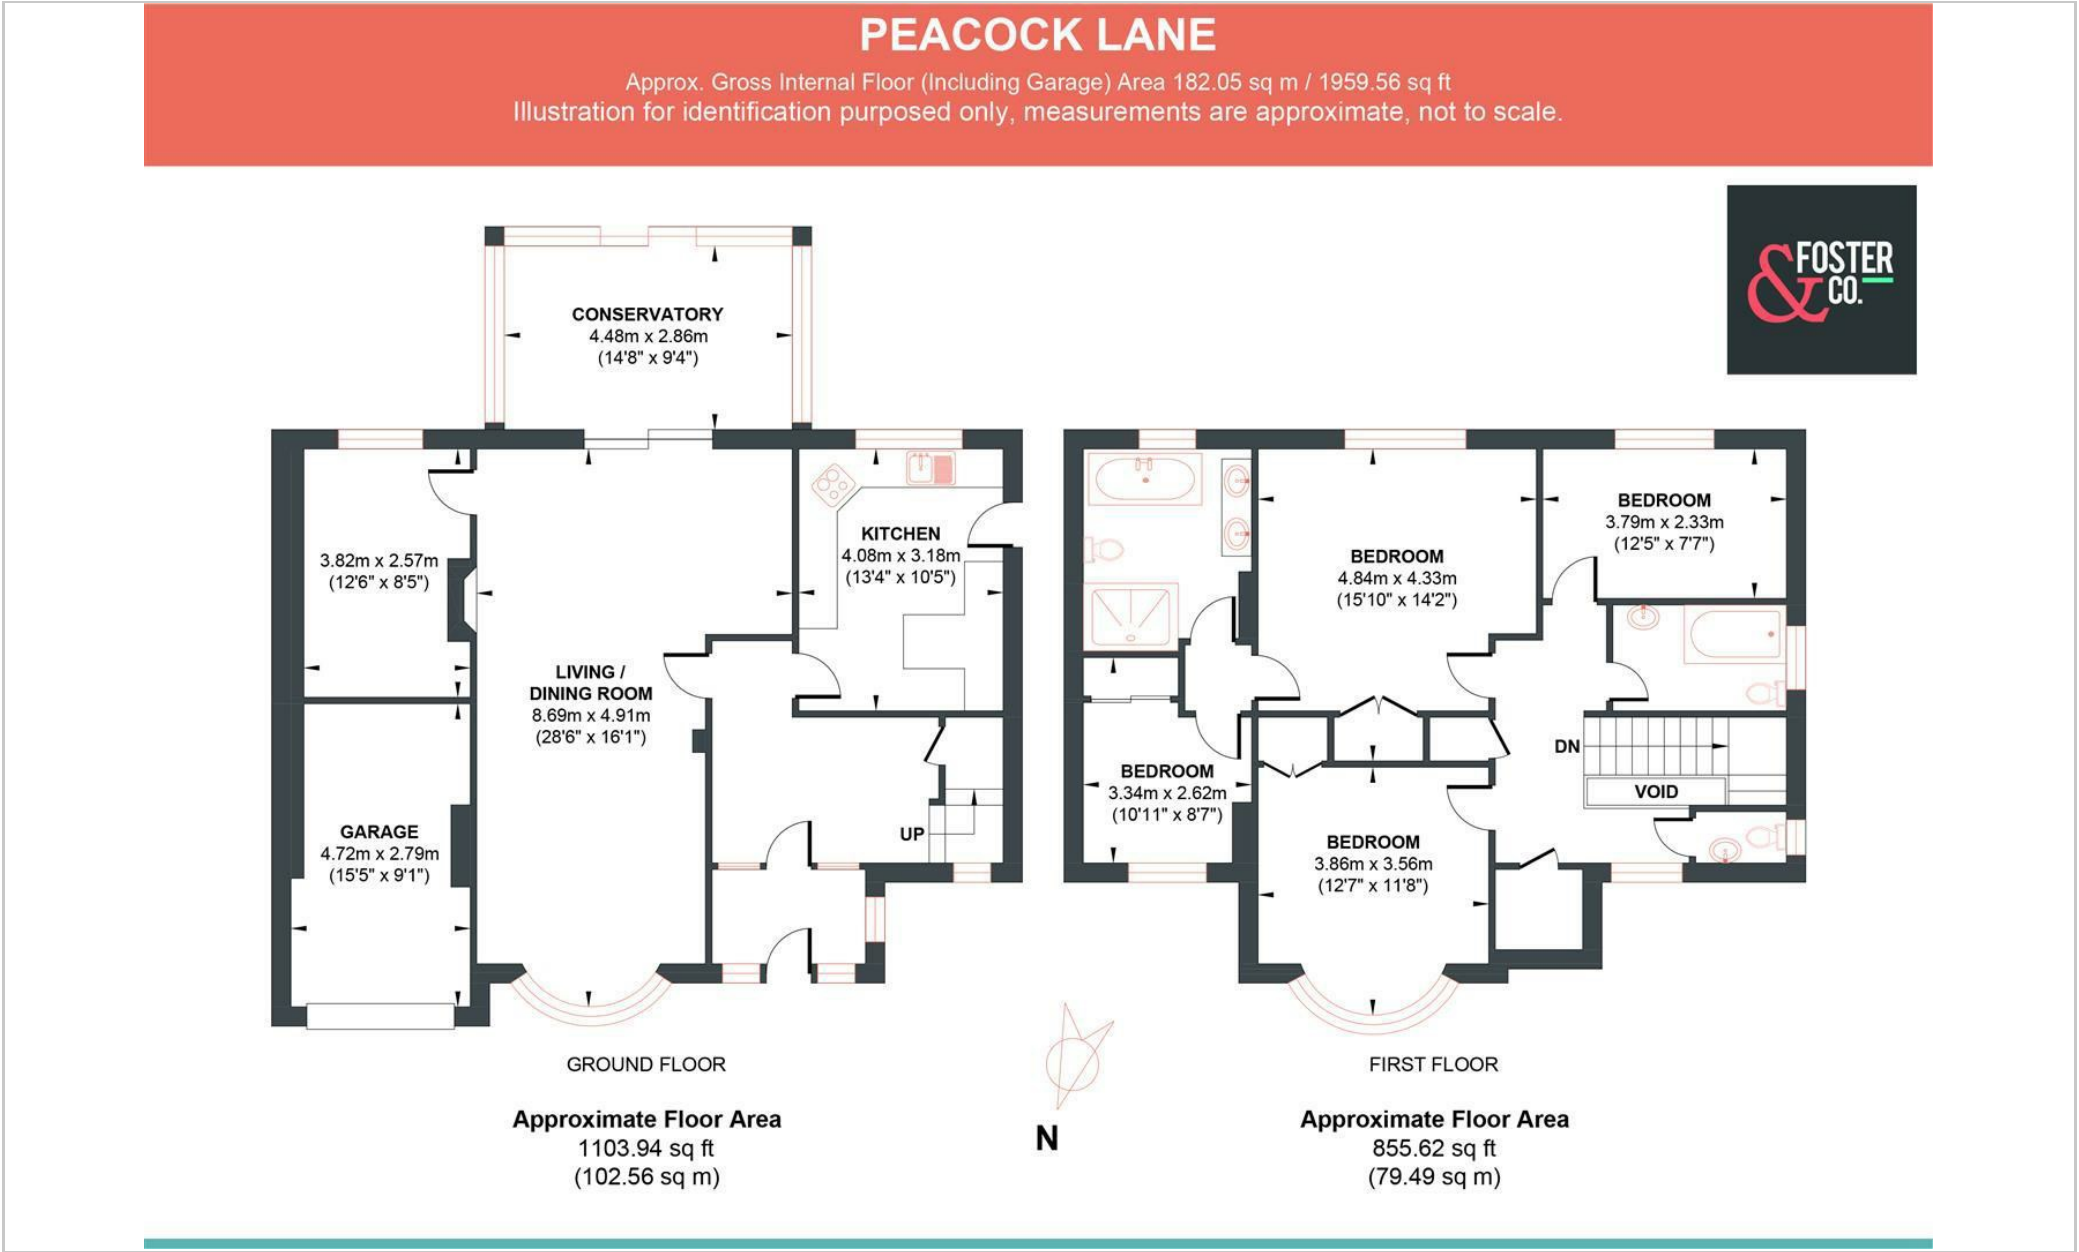 PEACOCK LANE
Approx. Gross Internal Floor (Including Garage) Area 182.05 sq m / 1959.56 sq ft
Illustration for identification purposed only, measurements are approximate, not to scale.
&FOSTER
CO.
CONSERVATORY
4.48m x 2.86m
(14'8" x 9'4")
3.82m x 2.57m
(12'6" x 8'5")
KITCHEN
4.08m x 3.18m
(13'4" x 10'5")
LIVING /
DINING ROOM
8.69m x 4.91m
(28'6" x 16'1")
GARAGE
4.72m x 2.79m
(15'5" x 9'1")
UP
GROUND FLOOR
Approximate Floor Area
1103.94 sq ft
(102.56 sq m)
N
BEDROOM
4.84m x 4.33m
(15'10" x 14'2")
BEDROOM
3.79m x 2.33m
(12'5" x 7'7")
DN
VOID
BEDROOM
3.34m x 2.62m
(10'11" x 8'7")
BEDROOM
3.86m x 3.56m
(12'7" x 11'8")
FIRST FLOOR
Approximate Floor Area
855.62 sq ft
(79.49 sq m)